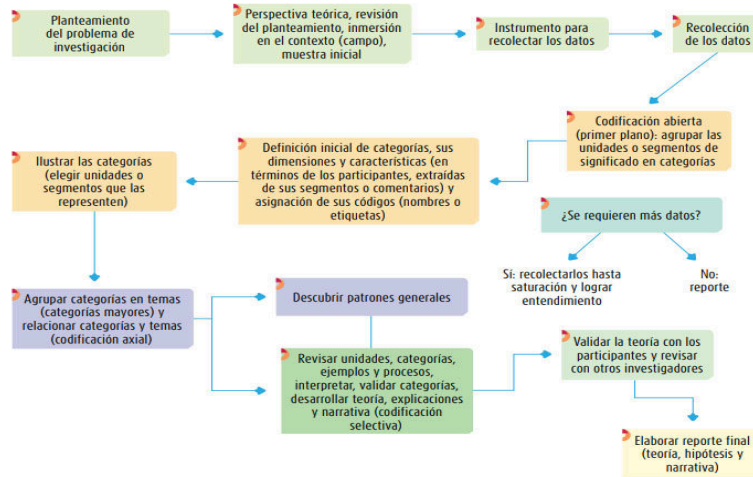 Planteamiento
del problema de
investigación
Perspectiva teórica, revisión
del planteamiento, inmersión
en el contexto (campo),
muestra inicial
Instrumento para
recolectar los datos
Recolección
de los datos
Codificación abierta
(primer plano): agrupar las
unidades o segmentos de
significado en categorías
Definición inicial de categorías, sus
dimensiones y características (en
términos de los participantes, extraídas
de sus segmentos o comentarios) y
asignación de sus códigos (nombres o
etiquetas)
Ilustrar las categorías
(elegir unidades o
segmentos que las
representen)
¿Se requieren más datos?
Sí: recolectarlos hasta
saturación y lograr
entendimiento
No:
reporte
Agrupar categorías en temas
(categorías mayores) y
relacionar categorías y temas
(codificación axial)
Descubrir patrones generales
Revisar unidades, categorías,
ejemplos y procesos,
interpretar, validar categorías,
desarrollar teoría, explicaciones
y narrativa (codificación
selectiva)
Validar la teoría con los
participantes y revisar
con otros investigadores
Elaborar reporte final
(teoría, hipótesis y
narrativa)